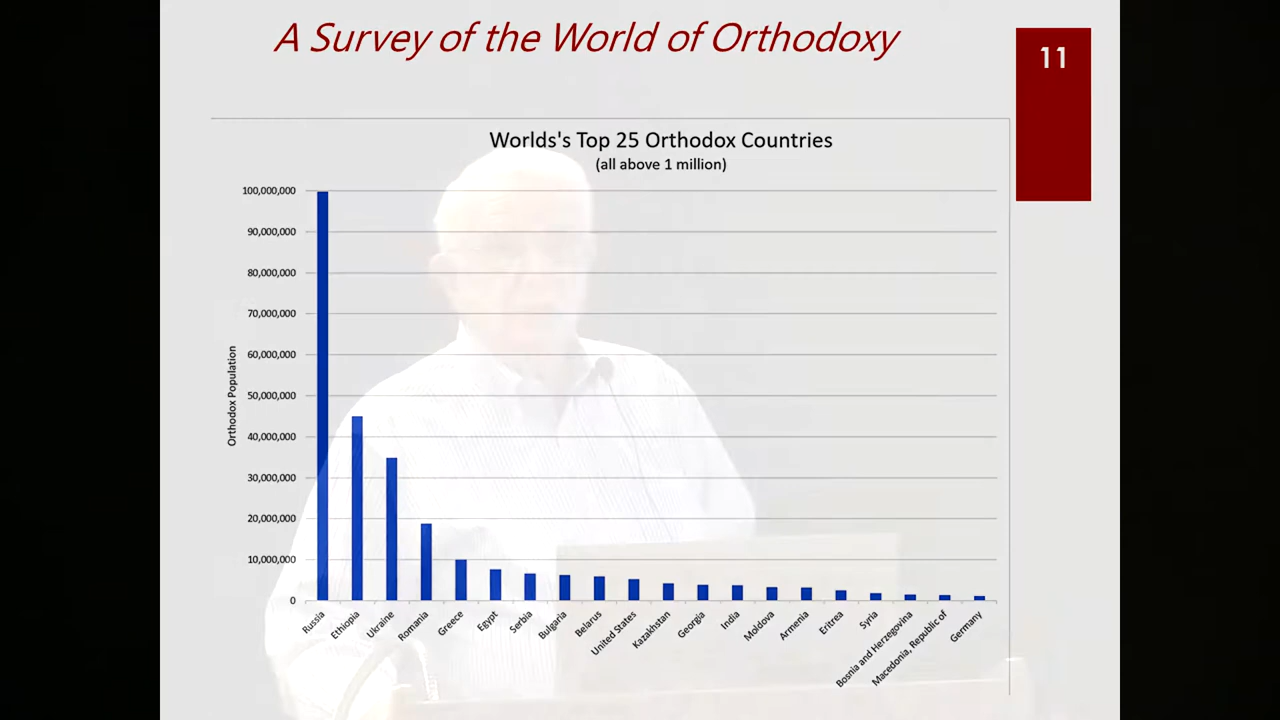 A Survey of the World of Orthodoxy
11
Worlds's Top 25 Orthodox Countries
(all above 1 million)
100,000,000
90,000,000
80,000,000
70,000,000
60,000,000
50,000,000
40,000,000
30,000,000
20,000,000
10,000,000
0
Orthodox Population
Russia
Ethiopia
Ukraine
Romania
Greece
Egypt
Serbia
Bulgaria
Belarus
United States
Kazakhstan
Georgia
India
Moldova
Armenia
Eritrea
Syria
Bosnia and Herzegovina
Macedonia, Republic of
Germany